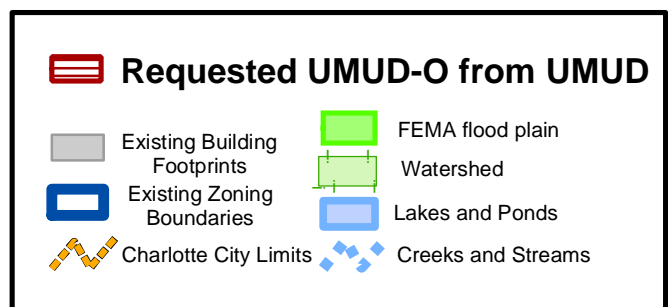 Requested UMUD-O from UMUD
Existing Building
Footprints
Existing Zoning
Boundaries
Charlotte City Limits
FEMA flood plain
Watershed
Lakes and Ponds
Creeks and Streams